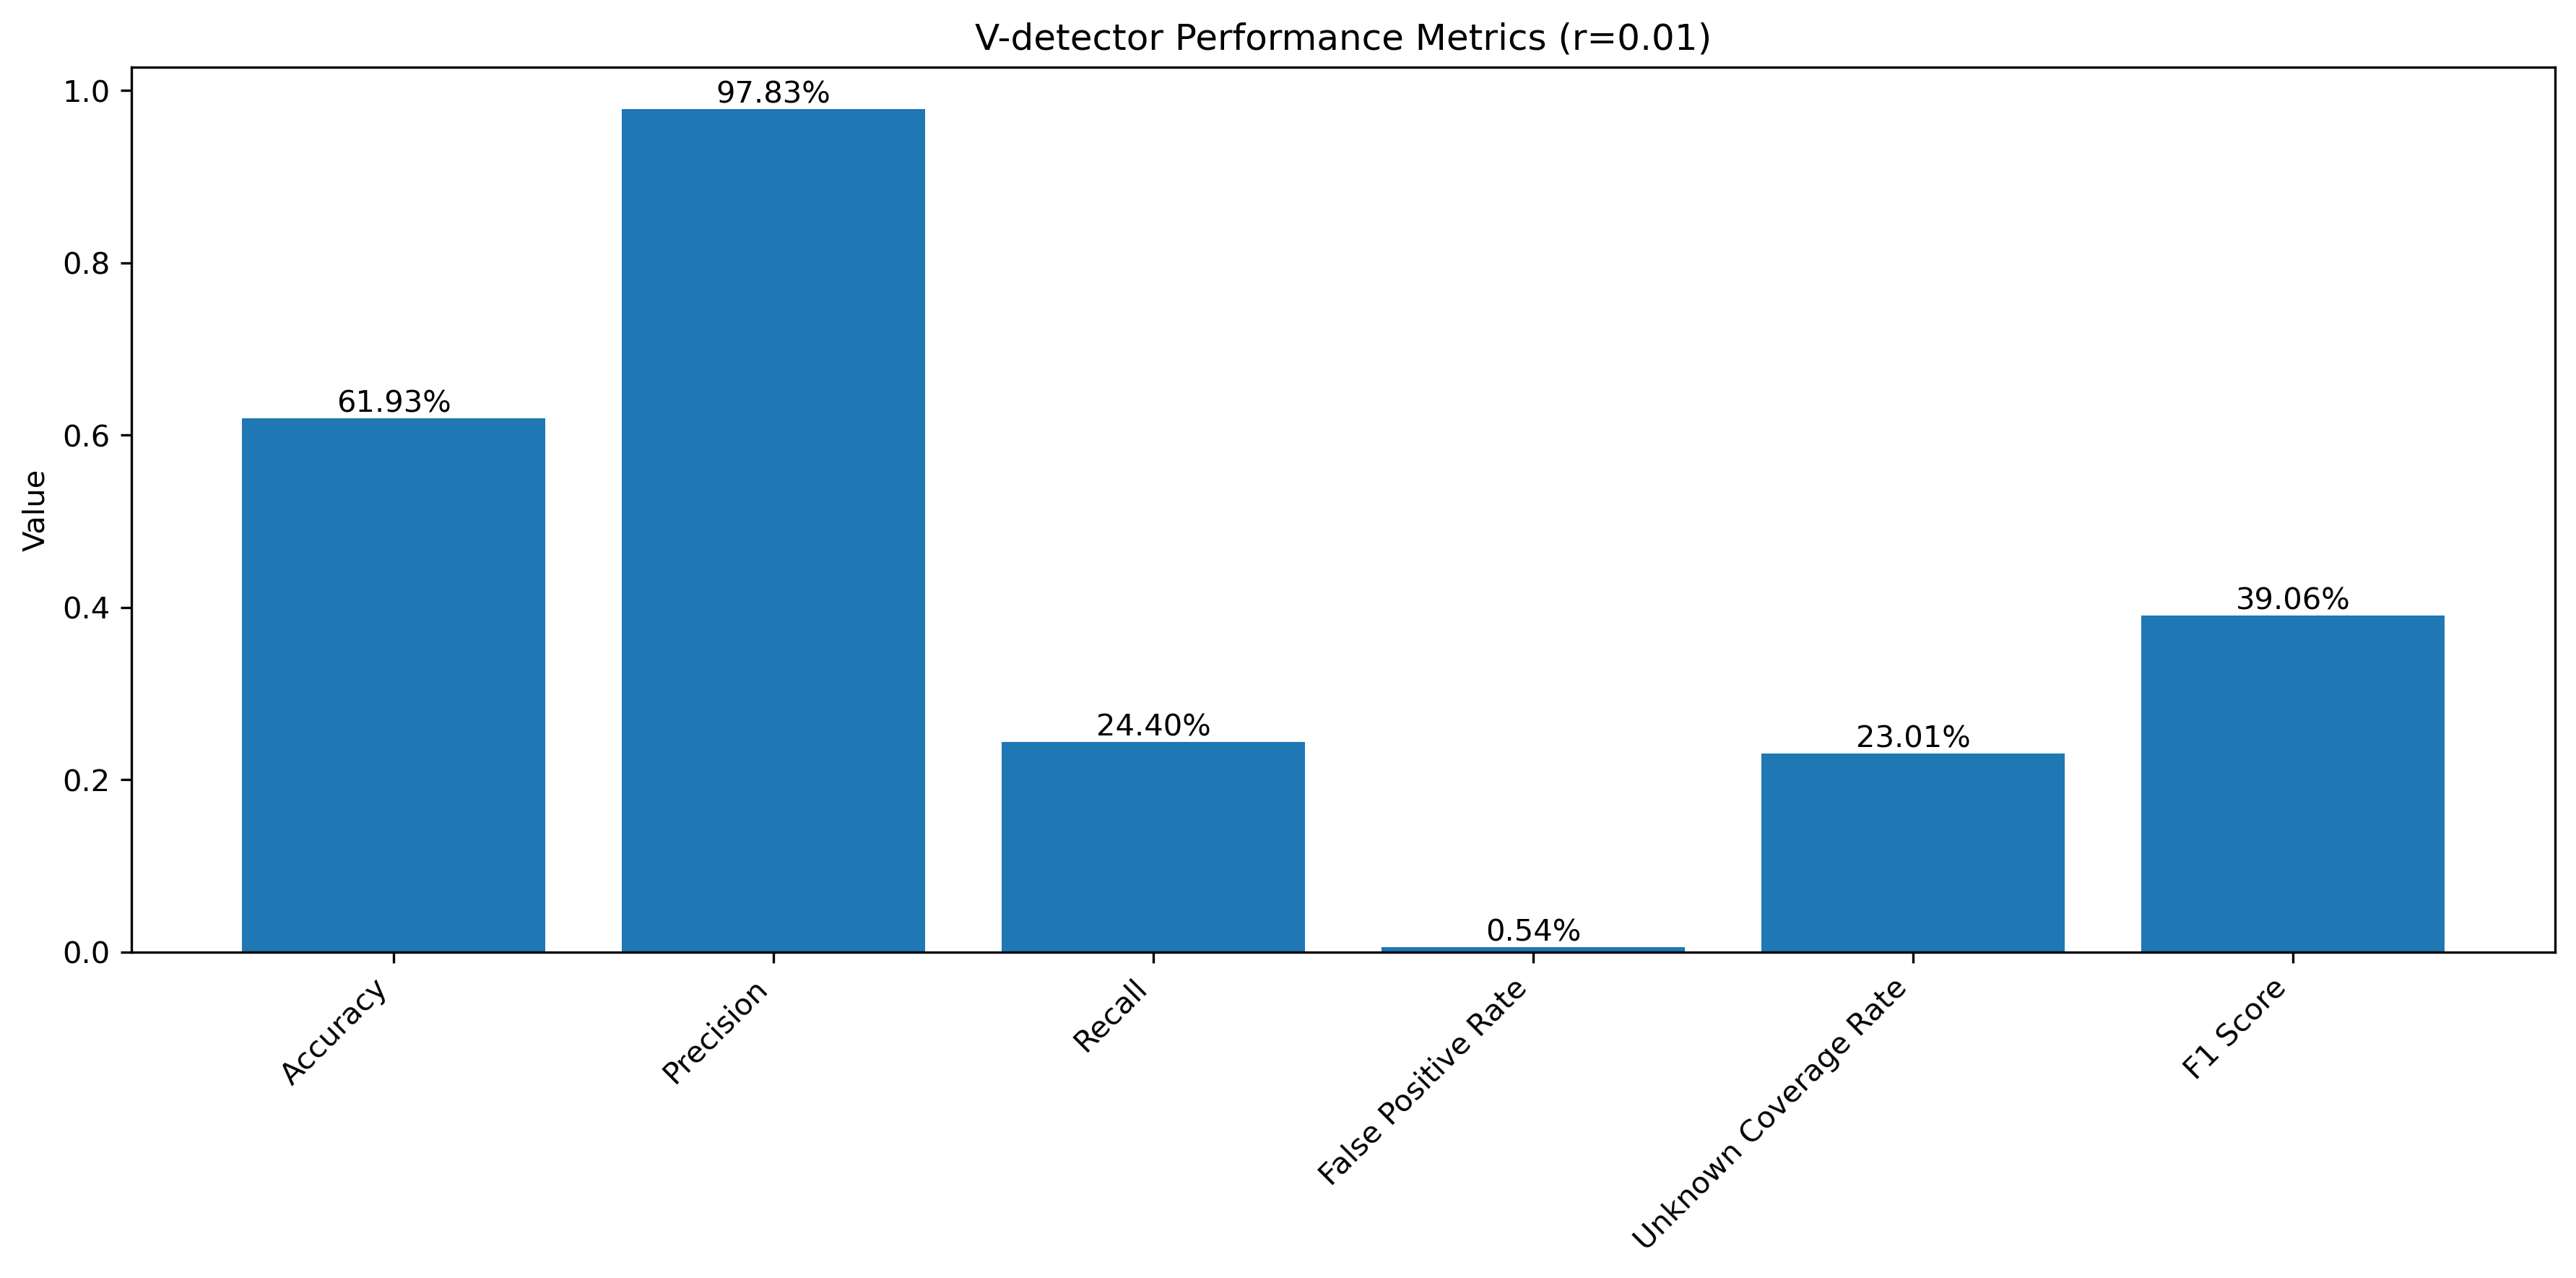 V-detector Performance Metrics (r=0.01)
Value
1.0
0.8
0.6
0.4
0.2
0.0
61.93%
97.83%
24.40%
0.54%
23.01%
39.06%
Accuracy
Precision
Recall
False Positive Rate
Unknown Coverage Rate
F1 Score